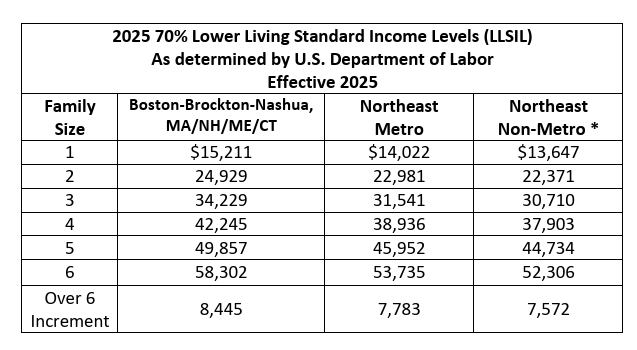 2025 70% Lower Living Standard Income Levels (LLSIL)
As determined by U.S. Department of Labor
Effective 2025
Family Size Boston-Brockton-Nashua, MA/NH/ME/CT Northeast Metro Northeast Non-Metro *
1 $15,211 $14,022 $13,647
2 24,929 22,981 22,371
3 34,229 31,541 30,710
4 42,245 38,936 37,903
5 49,857 45,952 44,734
6 58,302 53,735 52,306
Over 6 Increment 8,445 7,783 7,572